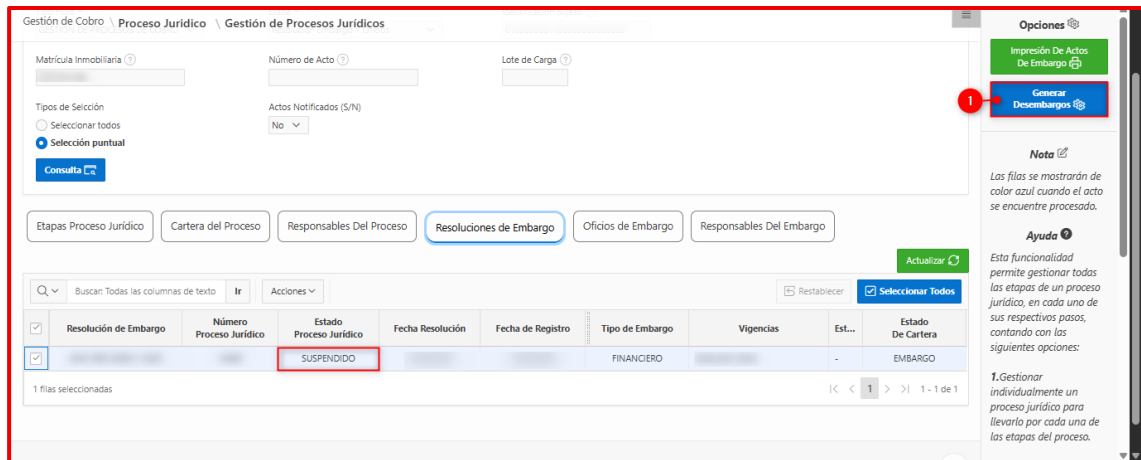 Gestión de Cobro \ Proceso Jurídico \ Gestión de Procesos Jurídicos
Matrícula Inmobiliaria
Número de Acto
Lote de Carga
Tipos de Selcción
Actos Notificados (S/N)
Seleccionar todos
No
Selección puntual
Consulta
Etapas Proceso Jurídico
Cartera del Proceso
Responsables Del Proceso
Resoluciones de Embargo
Oficios de Embargo
Responsables Del Embargo
Actualizar
Buscar: Todas las columnas de texto
Ir
Acciones
Restablecer
Seleccionar Todos
Resolución de Embargo
Número
Proceso Jurídico
Estado
Proceso Jurídico
Fecha Resolución
Fecha de Registro
Tipo de Embargo
Vigencias
Est...
Estado
De Cartera
SUSPENDIDO
FINANCIERO
-
EMBARGO
1 filas seleccionadas
1
1 - 1 de 1
Opciones
Impresión De Actos
De Embargo
1
Generar
Desembargos
Nota
Las filas se mostrarán de
color azul cuando el acto
se encuentre procesado.
Ayuda
Esta funcionalidad
permite gestionar todas
las etapas de un proceso
jurídico, en cada uno de
sus respectivos pasos,
contando con las
siguientes opciones:
1.Gestionar
individualmente un
proceso jurídico para
llevarlo por cada una de
las etapas del proceso.